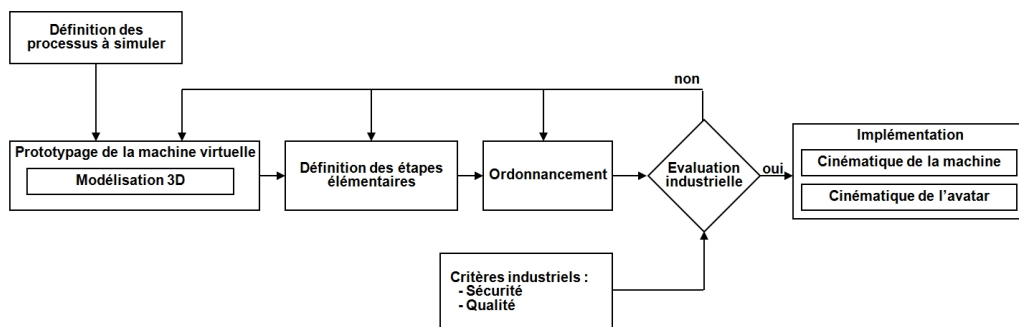 Définition des
processus à simuler
non
Prototypage de la machine virtuelle
Modélisation 3D
Définition des étapes
élémentaires
Ordonnancement
Evaluation
industrielle
oui
Implémentation
Cinématique de la machine
Cinématique de l'avatar
Critères industriels :
- Sécurité
- Qualité